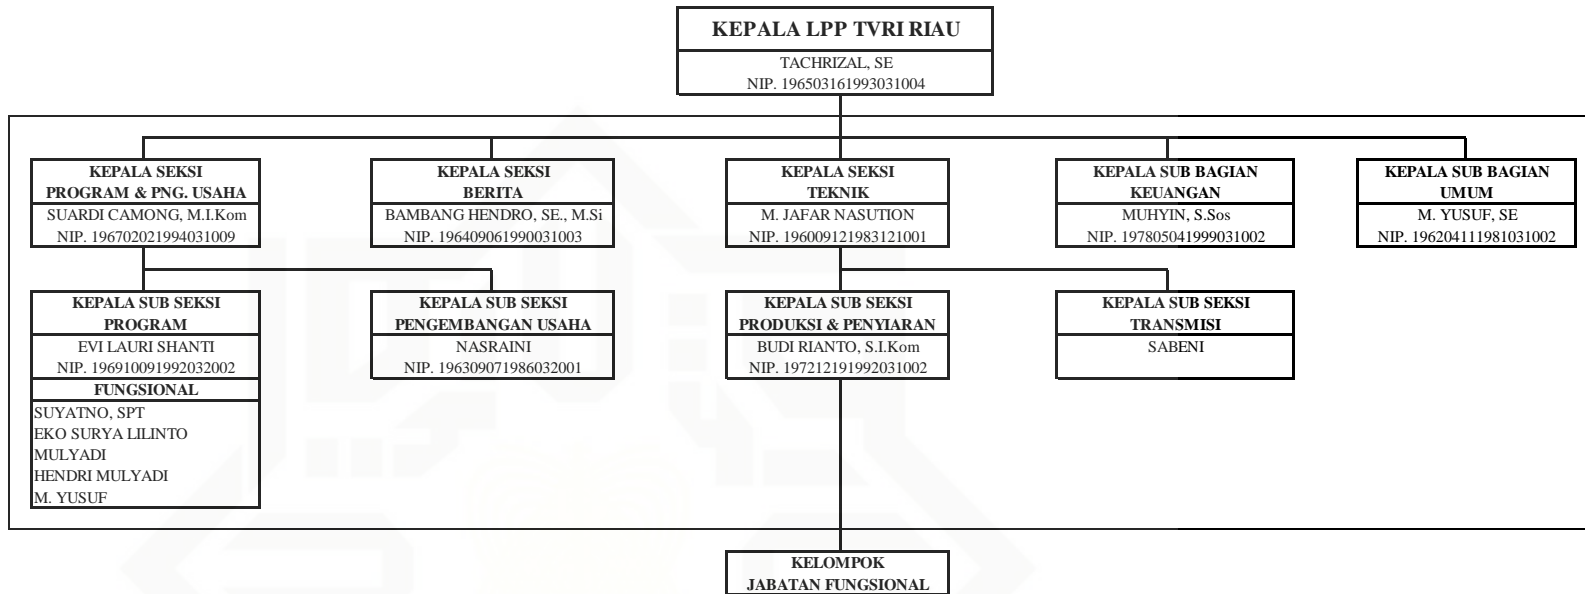 KEPALA LPP TVRI RIAU
TACHRIZAL, SE
NIP. 196503161993031004
KEPALA SEKSI
PROGRAM & PNG. USAHA
SUARDI CAMONG, M.I.Kom
NIP. 196702021994031009
KEPALA SEKSI
BERITA
BAMBANG HENDRO, SE., M.Si
NIP. 196409061990031003
KEPALA SEKSI
TEKNIK
M. JAFAR NASUTION
NIP. 196009121983121001
KEPALA SUB BAGIAN
KEUANGAN
MUHYIN, S.Sos
NIP. 197805041999031002
KEPALA SUB BAGIAN
UMUM
M. YUSUF, SE
NIP. 196204111981031002
KEPALA SUB SEKSI
PROGRAM
EVI LAURI SHANTI
NIP. 196910091992032002
FUNGSIONAL
SUYATNO, SPT
EKO SURYA LILINTO
MULYADI
HENDRI MULYADI
M. YUSUF
KEPALA SUB SEKSI
PENGEMBANGAN USAHA
NASRAINI
NIP. 196309071986032001
KEPALA SUB SEKSI
PRODUKSI & PENYIARAN
BUDI RIANTO, S.I.Kom
NIP. 197212191992031002
KEPALA SUB SEKSI
TRANSMISI
SABENI
KELOMPOK
JABATAN FUNGSIONAL